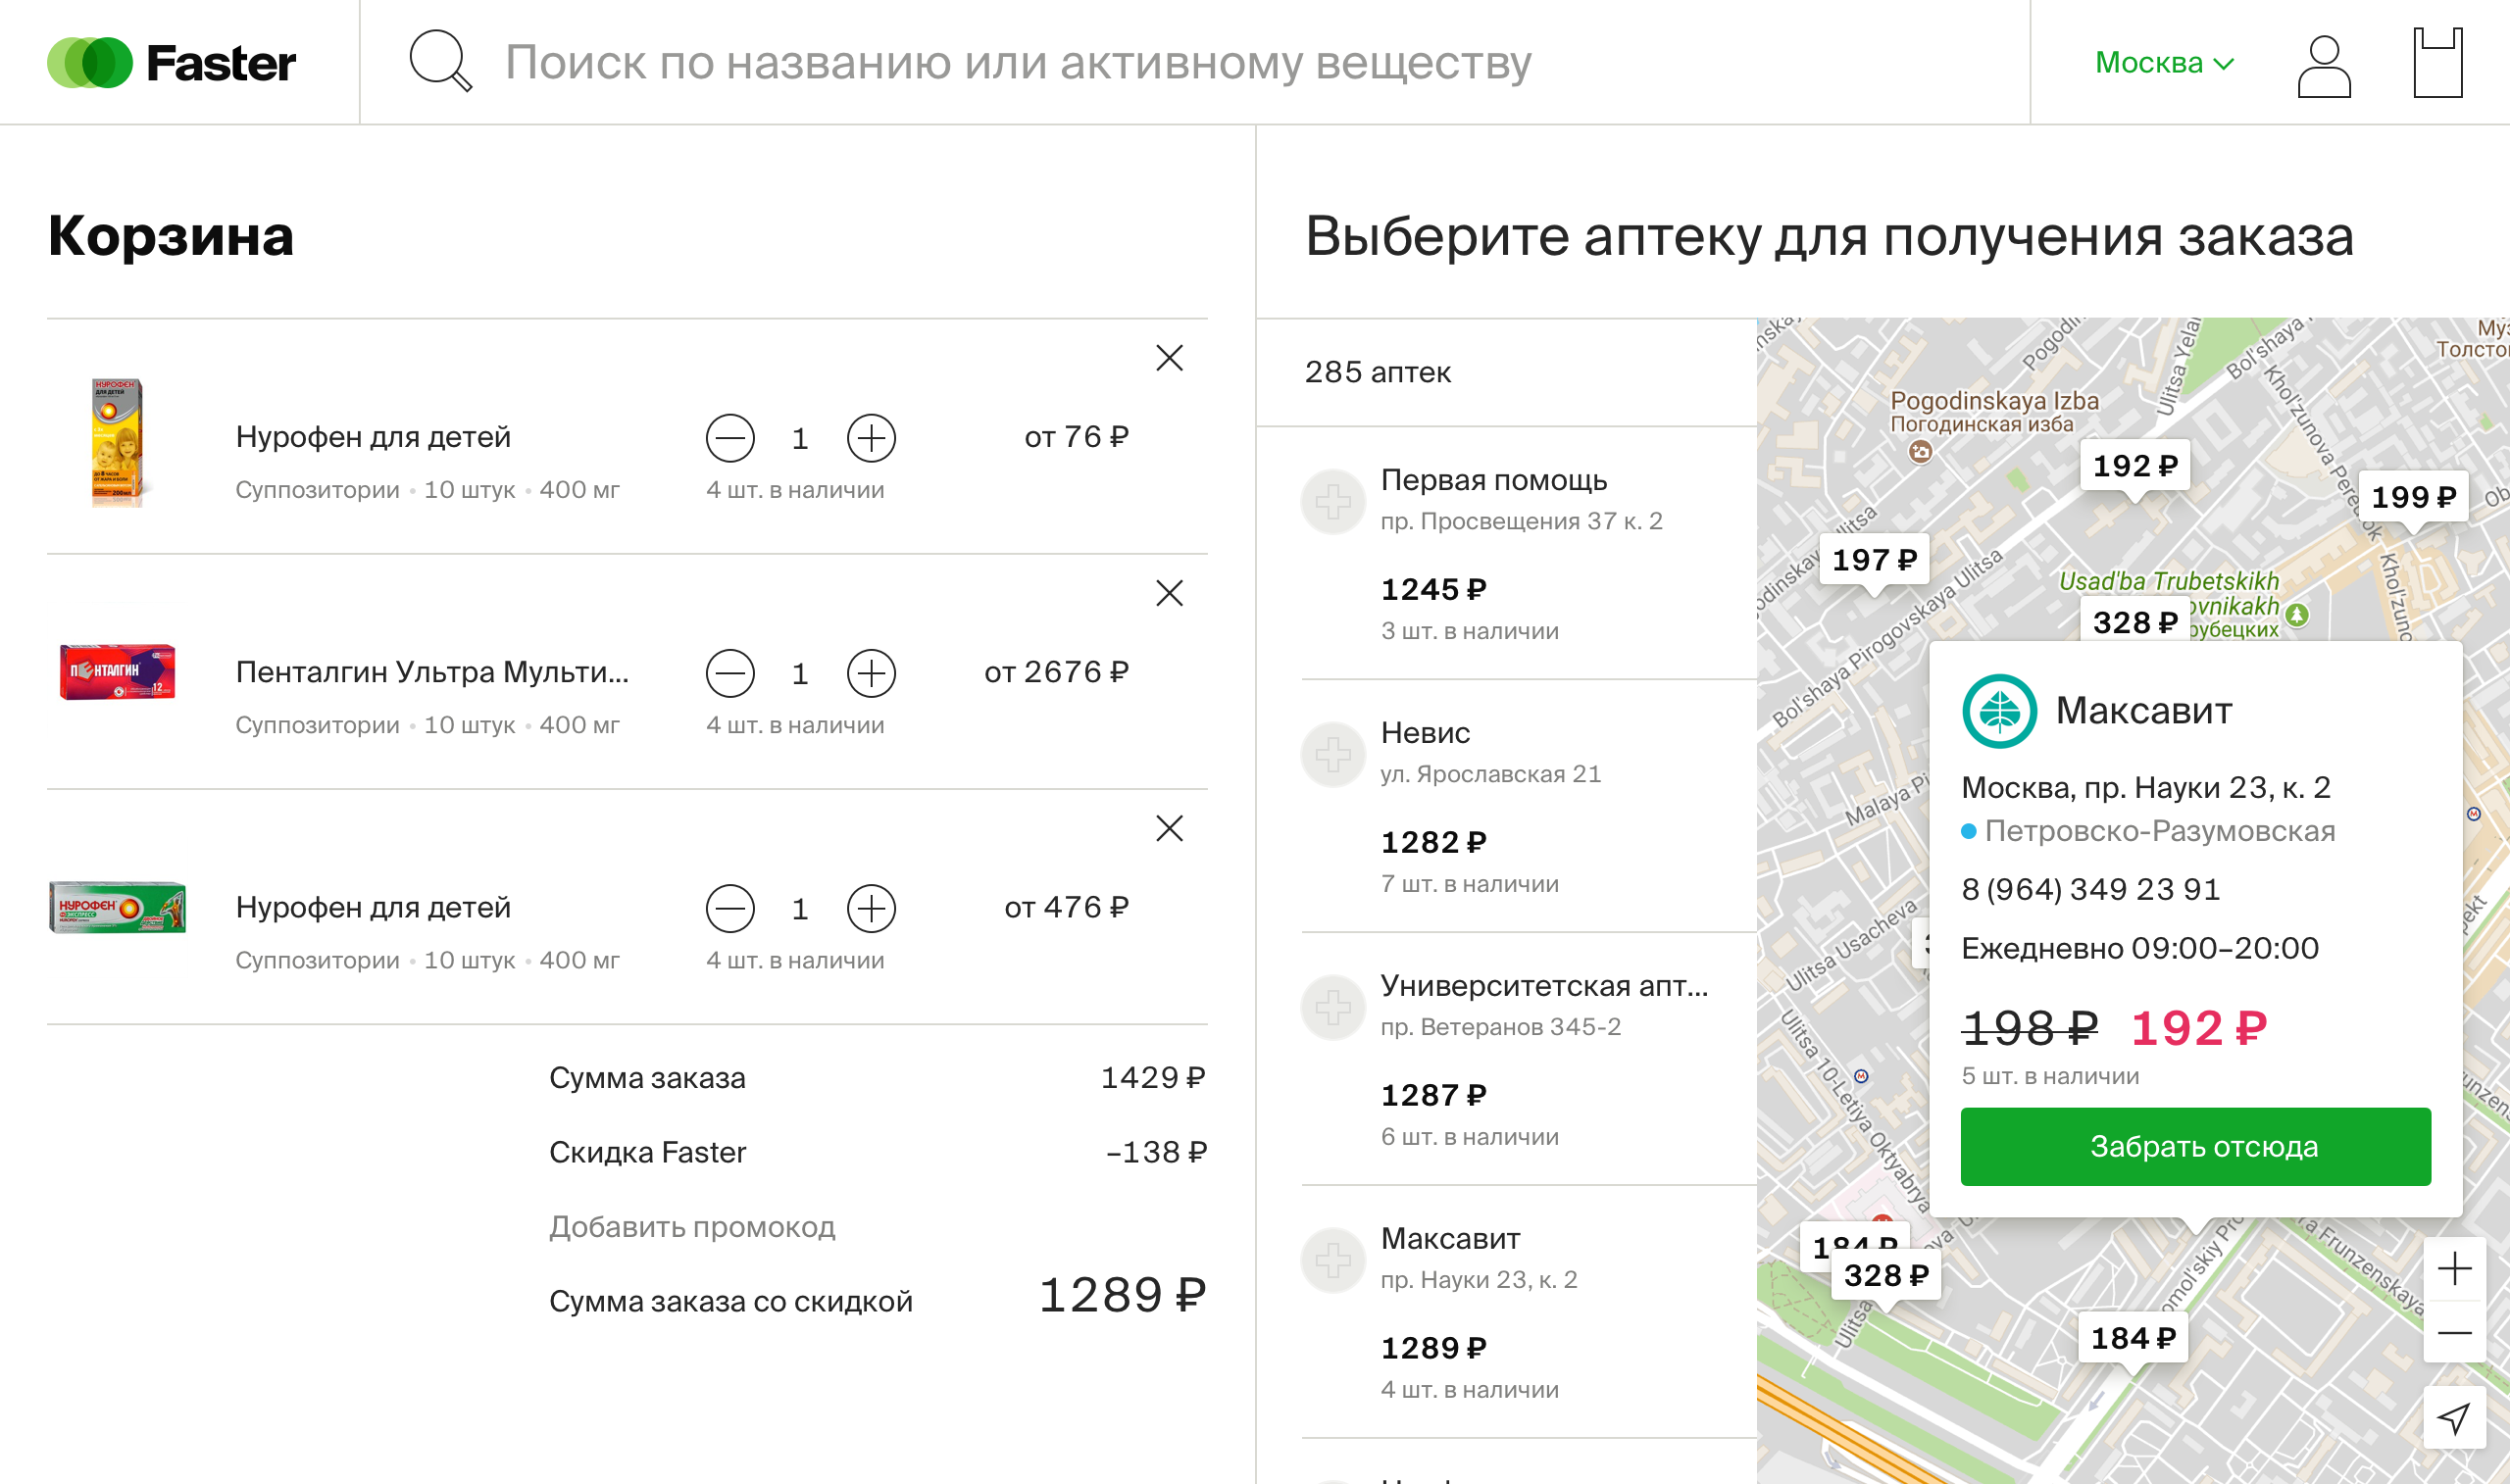 Faster
Поиск по названию или активному веществу
Москва
Корзина
Нурофен для детей
Суппозитории • 10 штук • 400 мг
1
4 шт. в наличии
от 76 ₽
Пенталгин Ультра Мульти...
Суппозитории • 10 штук • 400 мг
1
4 шт. в наличии
от 2676 ₽
Нурофен для детей
Суппозитории • 10 штук • 400 мг
1
4 шт. в наличии
от 476 ₽
НУРОФЕН
ПЕНТАЛГИН
12
НУРОФЕН
Сумма заказа 1429 ₽
Скидка Faster –138 ₽
Добавить промокод
Сумма заказа со скидкой 1289 ₽
Выберите аптеку для получения заказа
285 аптек
Первая помощь
пр. Просвещения 37 к. 2
1245 ₽
3 шт. в наличии
Невис
ул. Ярославская 21
1282 ₽
7 шт. в наличии
Университетская апт...
пр. Ветеранов 345-2
1287 ₽
6 шт. в наличии
Максавит
пр. Науки 23, к. 2
1289 ₽
4 шт. в наличии
Pogodinskaya Izba
Погодинская изба
192 ₽
199 ₽
197 ₽
Usad'ba Trubetskikh
328 ₽
Bol'shaya Pirogovskaya Ulitsa
Ulitsa Usacheva
Ulitsa 10-Letiya Oktyabrya
Максавит
Москва, пр. Науки 23, к. 2
Петровско-Разумовская
8 (964) 349 23 91
Ежедневно 09:00–20:00
198 ₽ 192 ₽
5 шт. в наличии
Забрать отсюда
184 ₽
328 ₽
184 ₽